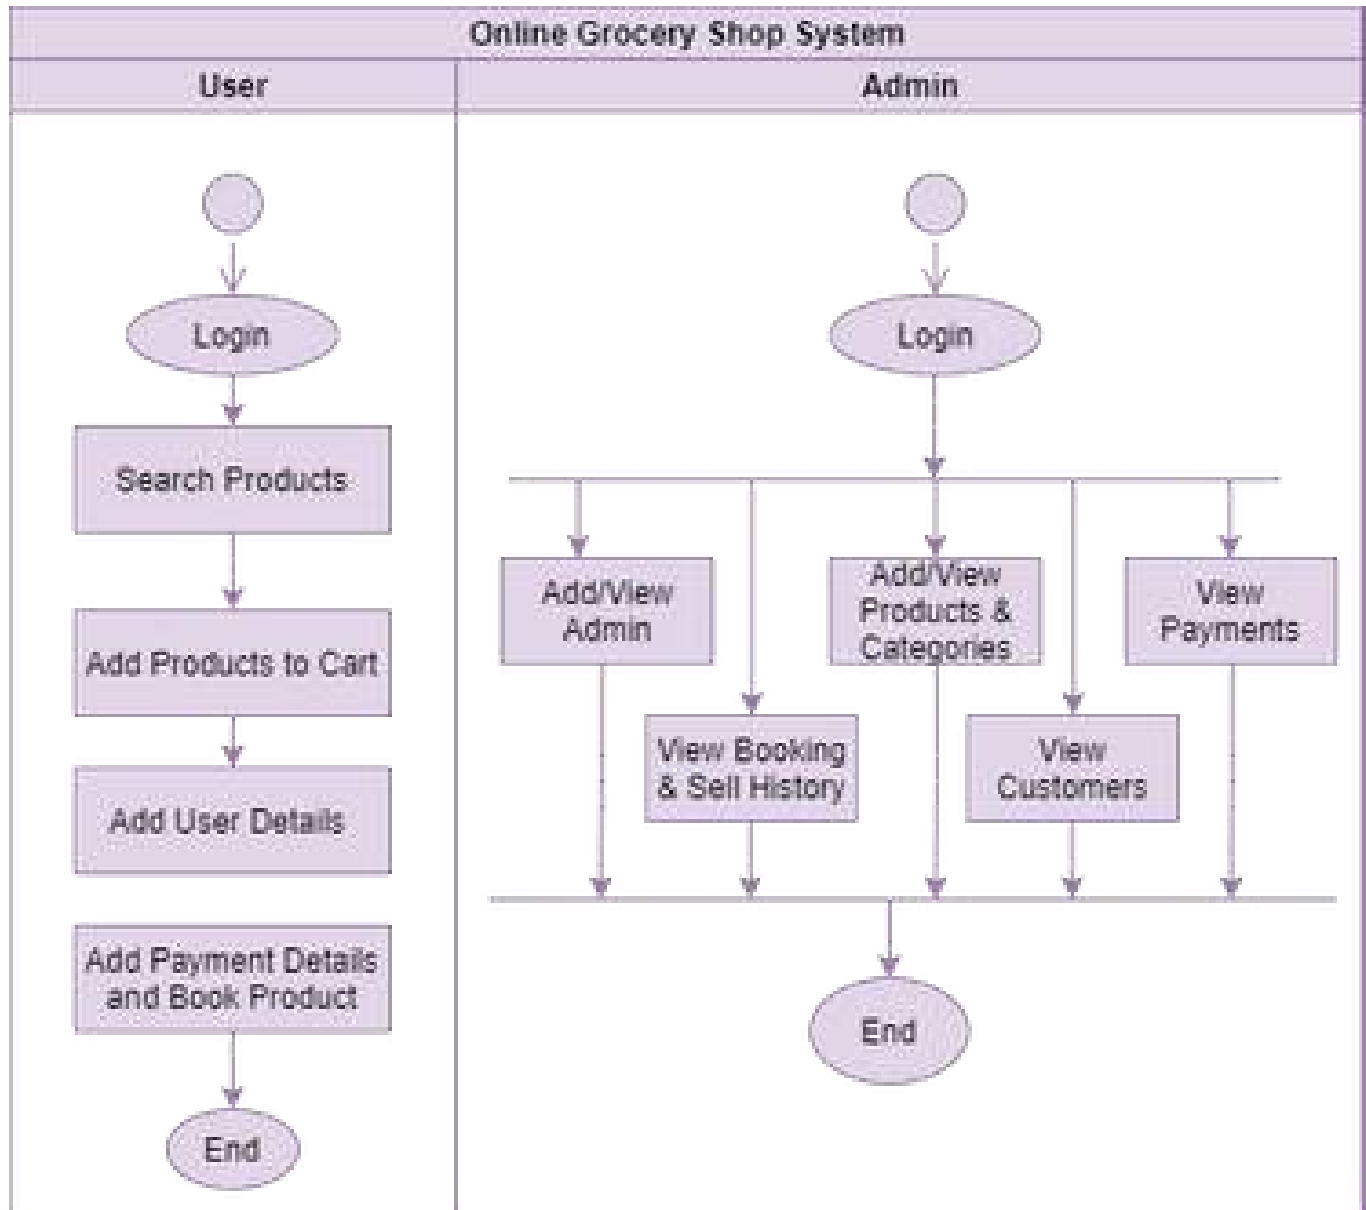 Online Grocery Shop System
User
Admin
Login
Search Products
Add Products to Cart
Add User Details
Add Payment Details
and Book Product
End
Login
Add/View
Admin
View Booking
& Sell History
Add/View
Products &
Categories
View
Customers
View
Payments
End